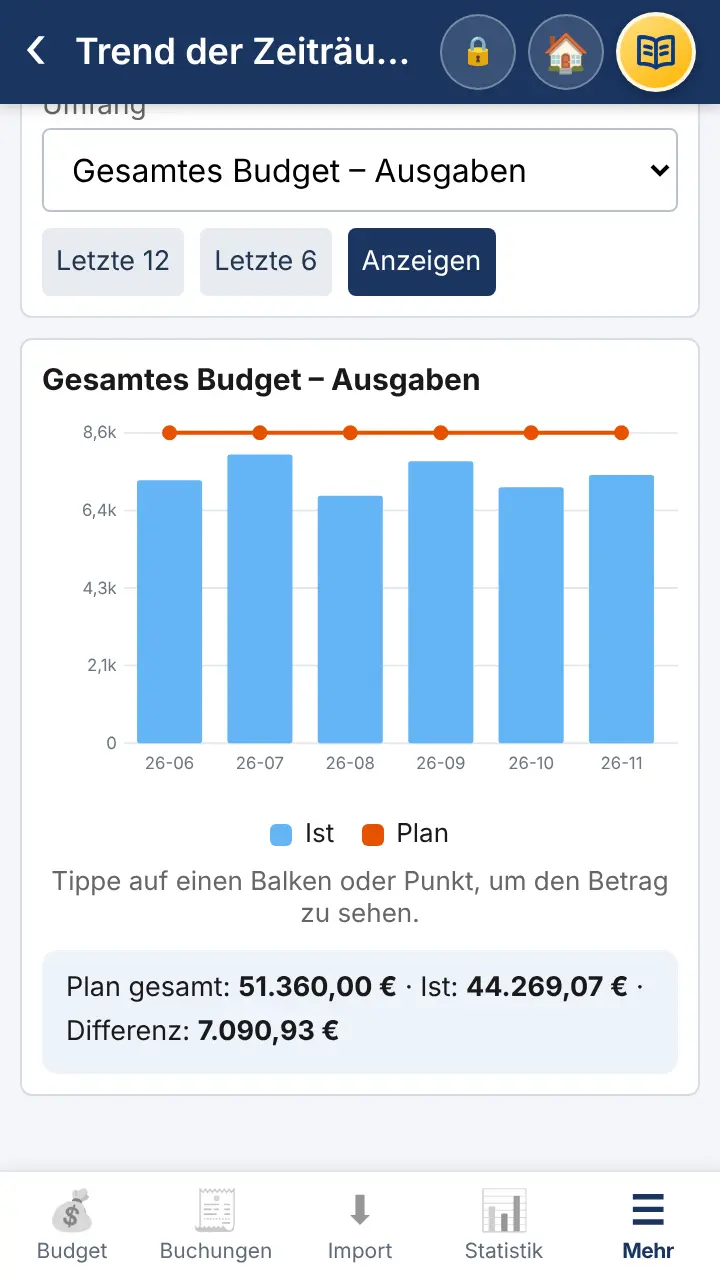 Trend der Zeiträu...
Umfang
Gesamtes Budget – Ausgaben
Letzte 12
Letzte 6
Anzeigen
Gesamtes Budget – Ausgaben
8,6k
6,4k
4,3k
2,1k
0
26-06
26-07
26-08
26-09
26-10
26-11
Ist
Plan
Tippe auf einen Balken oder Punkt, um den Betrag
zu sehen.
Plan gesamt: 51.360,00 € · Ist: 44.269,07 € ·
Differenz: 7.090,93 €
Budget
Buchungen
Import
Statistik
Mehr